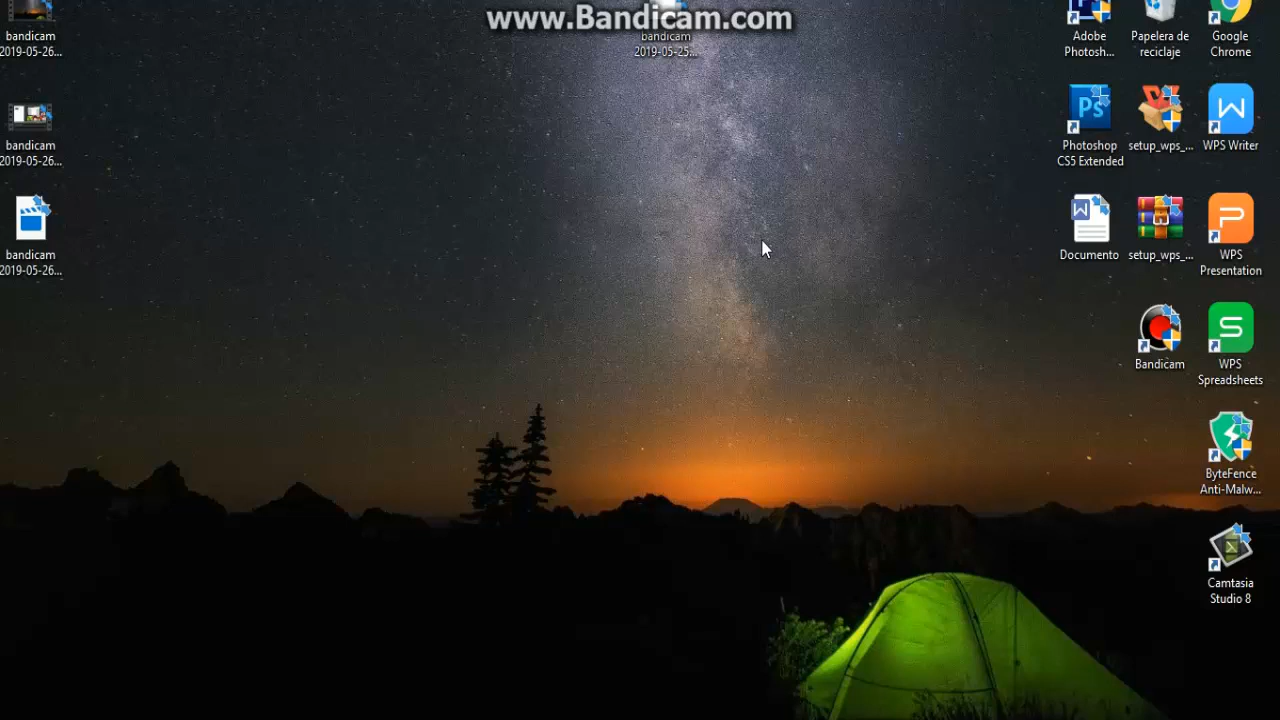 www.Bandicam.com
bandicam
2019-05-26...
bandicam
2019-05-26...
bandicam
2019-05-26...
bandicam
2019-05-25...
Adobe
Photosh...
Papelera de
reciclaje
Google
Chrome
Ps
Photoshop
CS5 Extended
setup_wps_...
W
WPS Writer
W
Documento
setup_wps_...
P
WPS
Presentation
Bandicam
S
WPS
Spreadsheets
ByteFence
Anti-Malw...
Camtasia
Studio 8